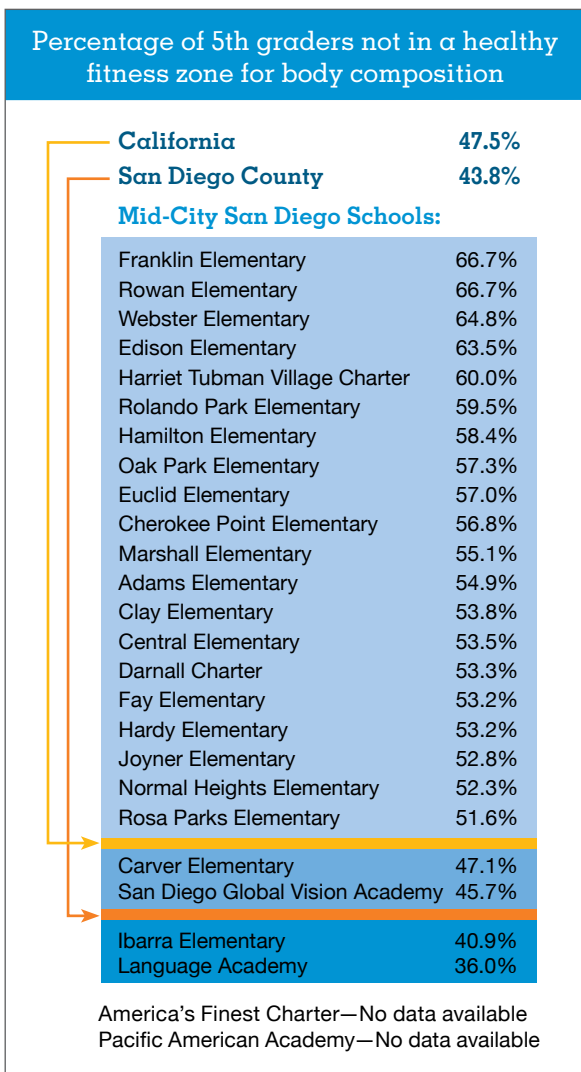 Percentage of 5th graders not in a healthy
fitness zone for body composition
California 47.5%
San Diego County 43.8%
Mid-City San Diego Schools:
Franklin Elementary 66.7%
Rowan Elementary 66.7%
Webster Elementary 64.8%
Edison Elementary 63.5%
Harriet Tubman Village Charter 60.0%
Rolando Park Elementary 59.5%
Hamilton Elementary 58.4%
Oak Park Elementary 57.3%
Euclid Elementary 57.0%
Cherokee Point Elementary 56.8%
Marshall Elementary 55.1%
Adams Elementary 54.9%
Clay Elementary 53.8%
Central Elementary 53.5%
Darnall Charter 53.3%
Fay Elementary 53.2%
Hardy Elementary 53.2%
Joyner Elementary 52.8%
Normal Heights Elementary 52.3%
Rosa Parks Elementary 51.6%
Carver Elementary 47.1%
San Diego Global Vision Academy 45.7%
Ibarra Elementary 40.9%
Language Academy 36.0%
America's Finest Charter—No data available
Pacific American Academy—No data available